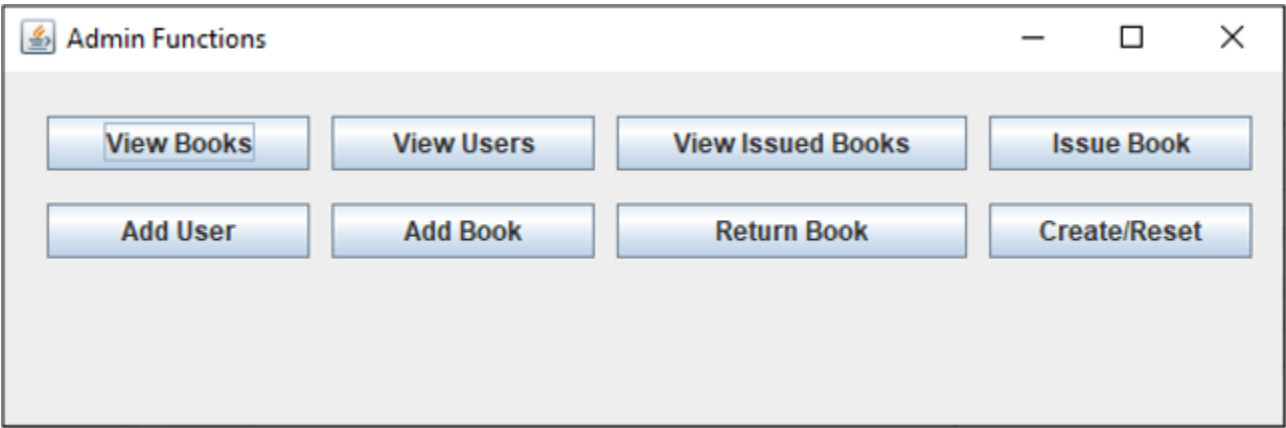 Admin Functions
View Books View Users View Issued Books Issue Book
Add User Add Book Return Book Create/Reset